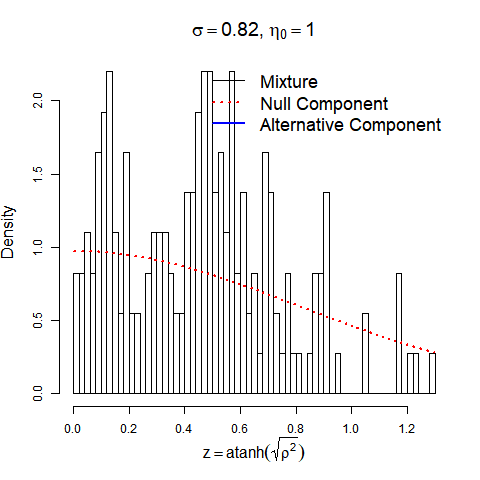 σ = 0.82, η₀ = 1
Mixture
Null Component
Alternative Component
Density
2.0
1.5
1.0
0.5
0.0
0.0 0.2 0.4 0.6 0.8 1.0 1.2
z = atanh(√ρ²)